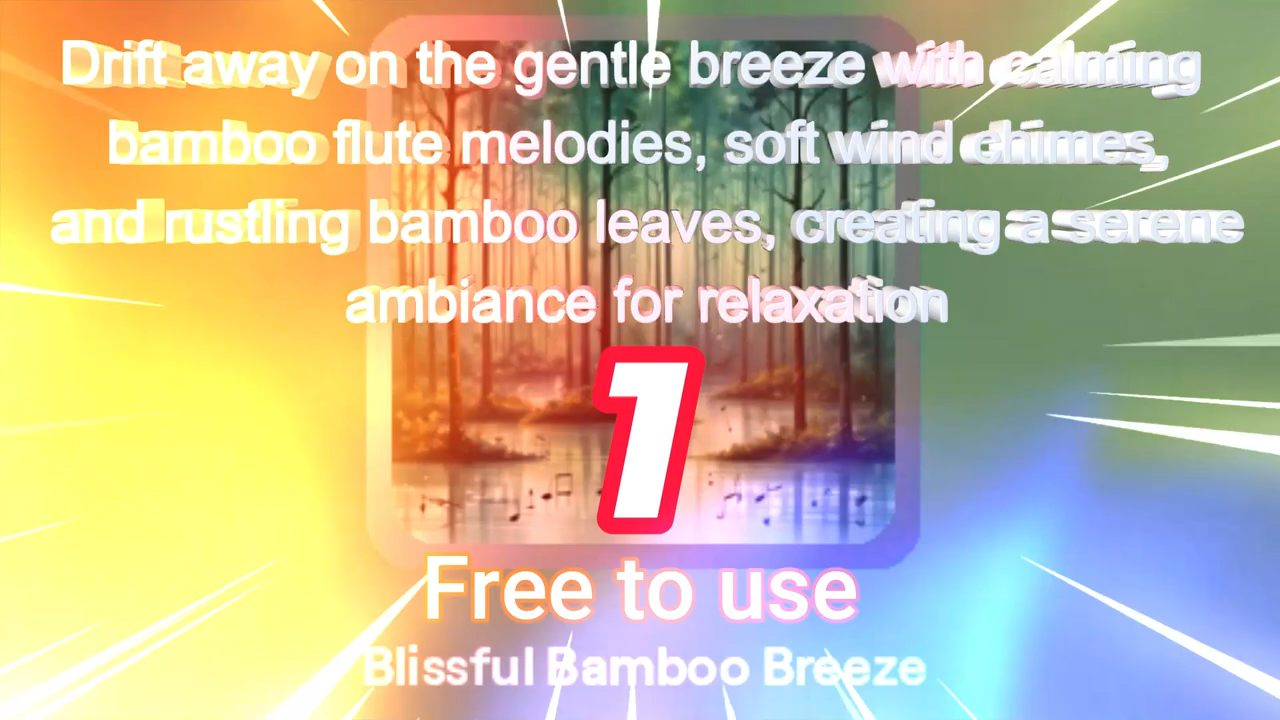 Drift away on the gentle breeze with calming
bamboo flute melodies, soft wind chimes,
and rustling bamboo leaves, creating a serene
ambiance for relaxation
1
Free to use
Blissful Bamboo Breeze